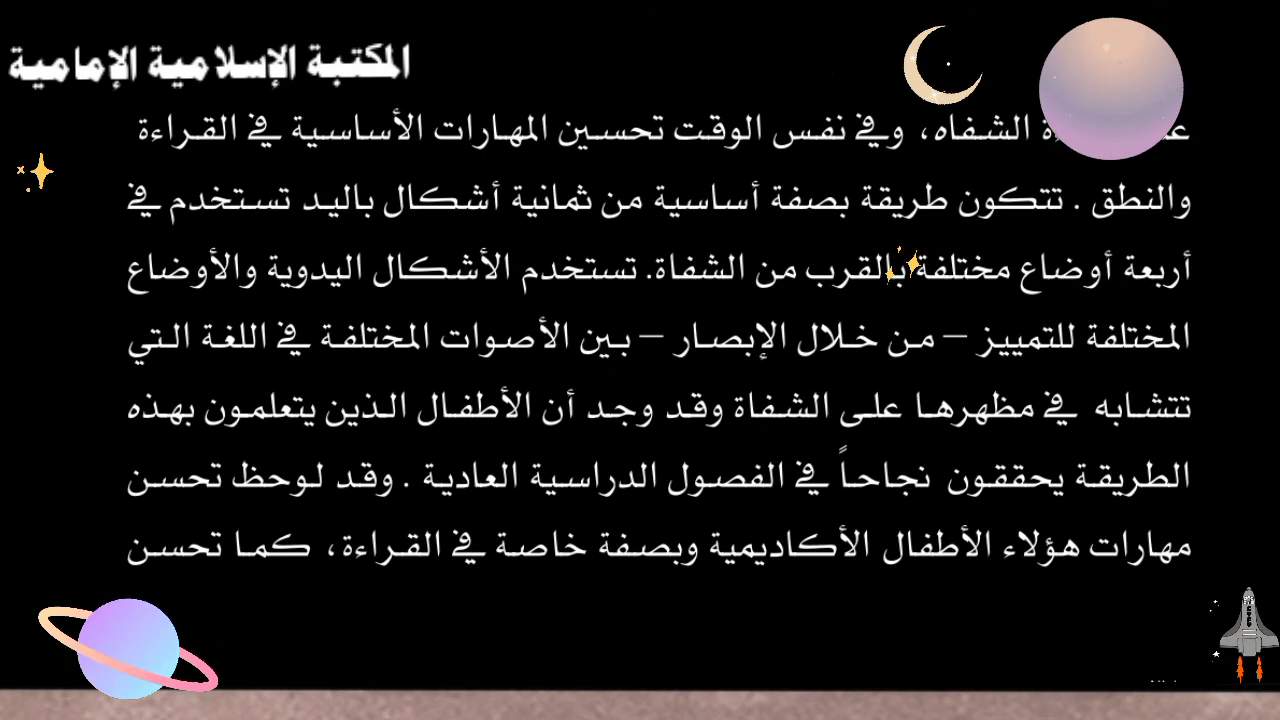 المكتبة الإسلامية الإمامية
الشفاه، وفي نفس الوقت تحسين المهارات الأساسية في القراءة
والنطق . تتكون طريقة بصفة أساسية من ثمانية أشكال باليد تستخدم في
أربعة أوضاع مختلفة بالقرب من الشفاة. تستخدم الأشكال اليدوية والأوضاع
المختلفة للتمييز – من خلال الإبصار – بين الأصوات المختلفة في اللغة التي
تتشابه في مظهرها على الشفاة وقد وجد أن الأطفال الذين يتعلمون بهذه
الطريقة يحققون نجاحاً في الفصول الدراسية العادية . وقد لوحظ تحسن
مهارات هؤلاء الأطفال الأكاديمية وبصفة خاصة في القراءة، كما تحسن